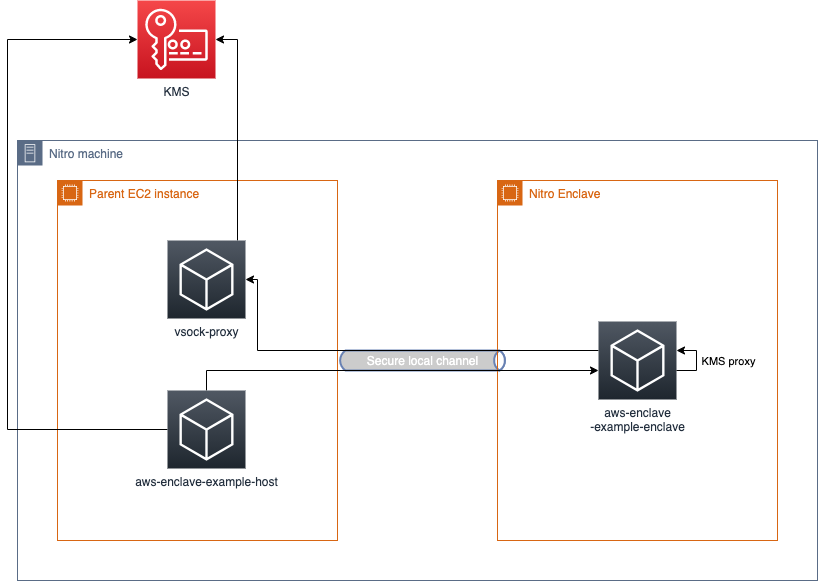 KMS
Nitro machine
Parent EC2 instance
Nitro Enclave
vsock-proxy
Secure local channel
KMS proxy
aws-enclave
-example-enclave
aws-enclave-example-host